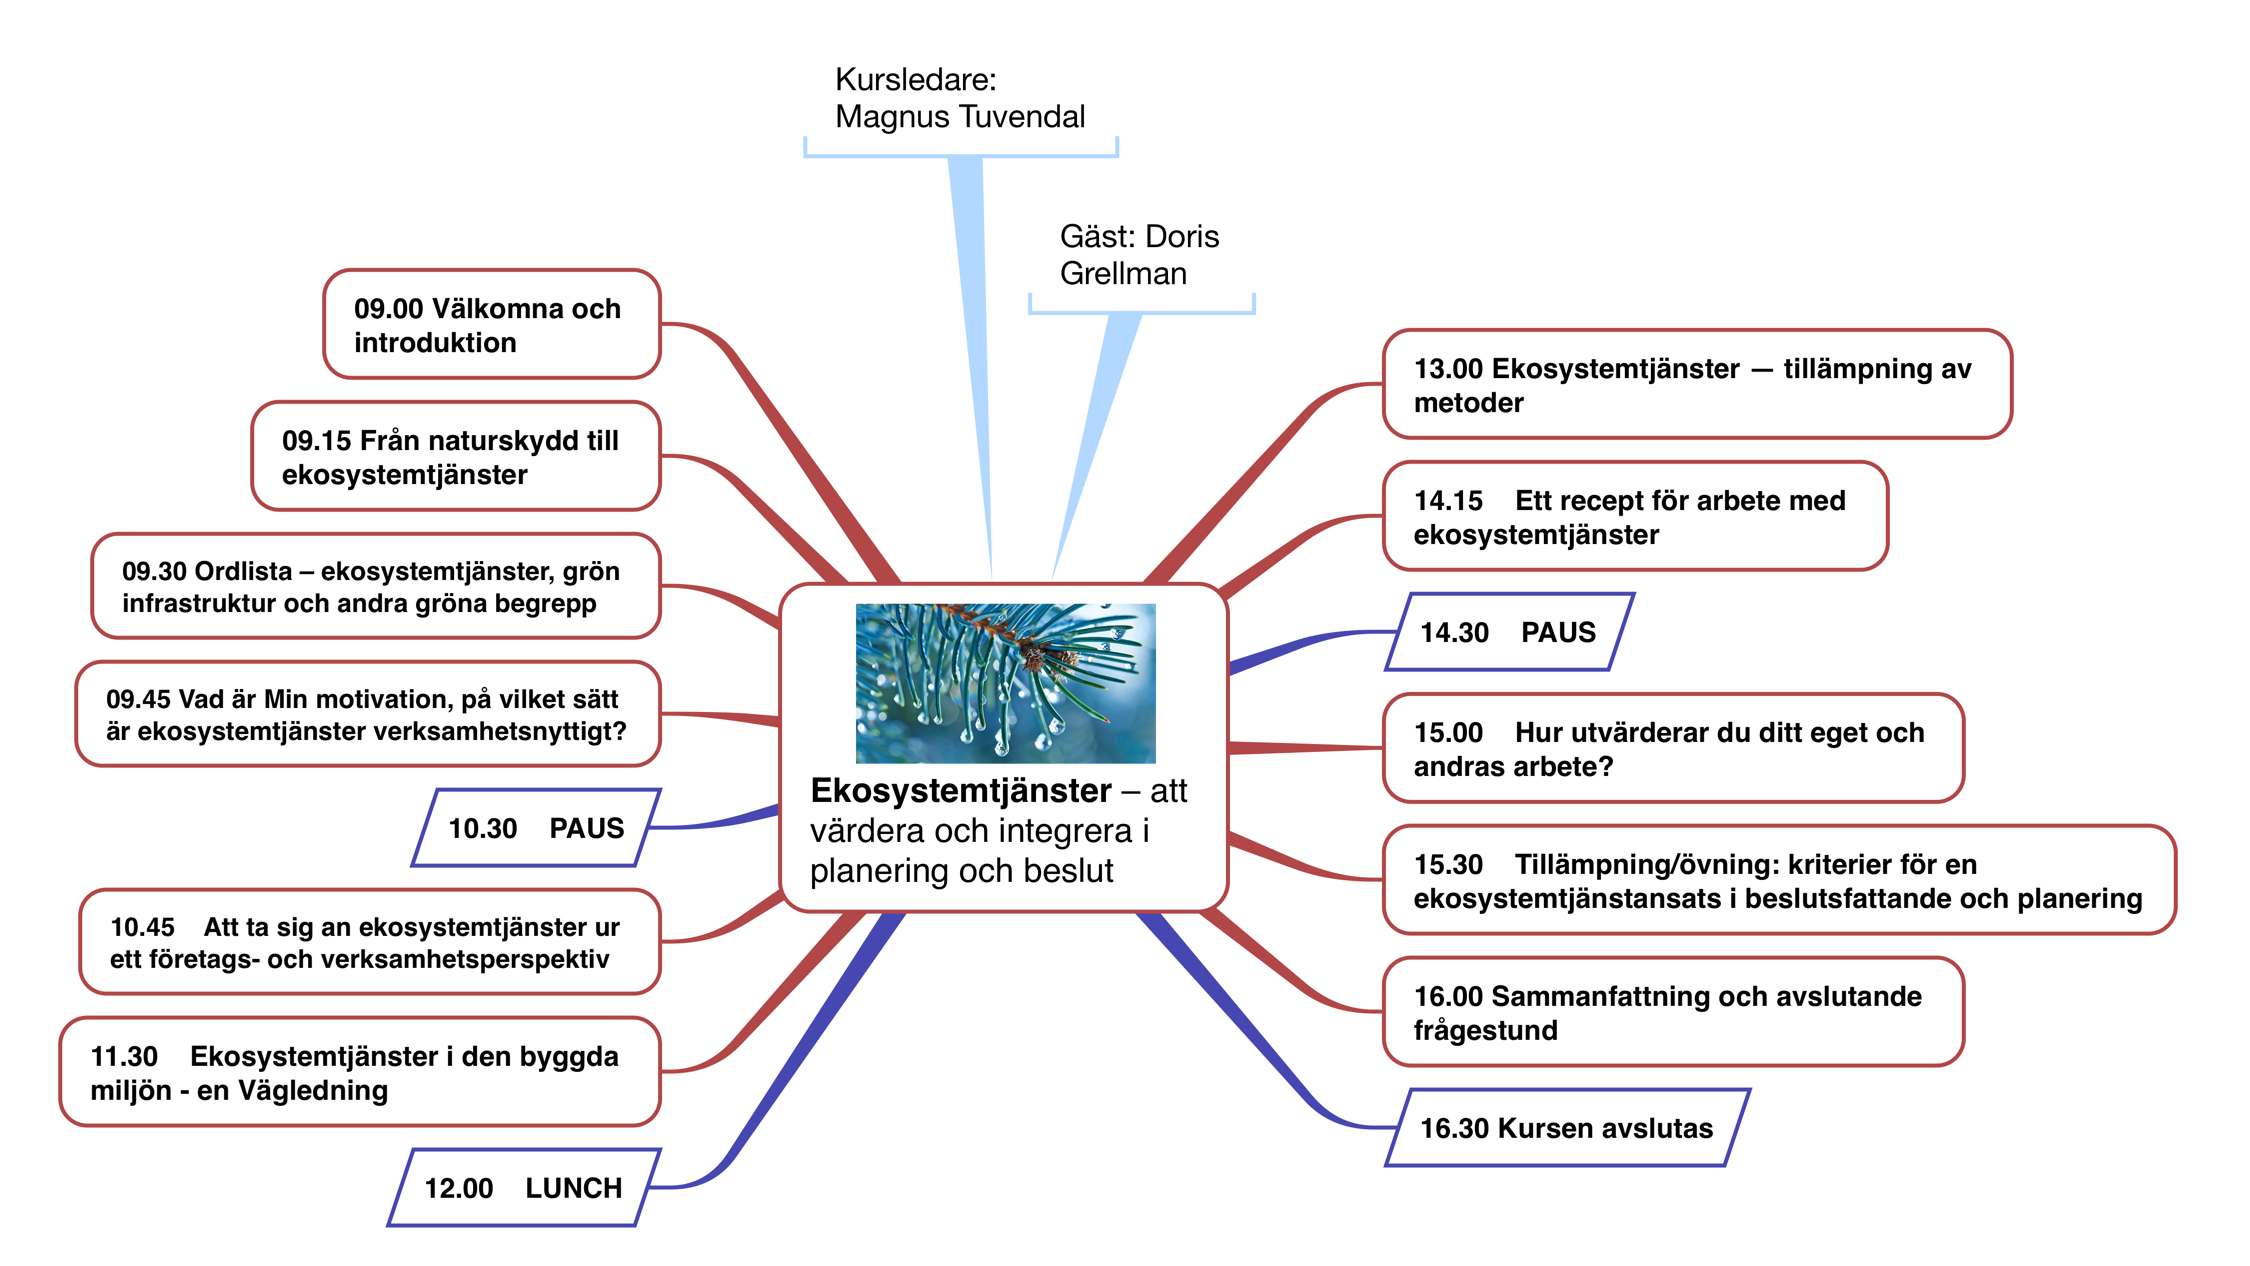 Kursledare:
Magnus Tuvendal
Gäst: Doris
Grellman
09.00 Välkomna och
introduktion
09.15 Från naturskydd till
ekosystemtjänster
09.30 Ordlista – ekosystemtjänster, grön
infrastruktur och andra gröna begrepp
09.45 Vad är Min motivation, på vilket sätt
är ekosystemtjänster verksamhetsnyttigt?
10.30 PAUS
10.45 Att ta sig an ekosystemtjänster ur
ett företags- och verksamhetsperspektiv
11.30 Ekosystemtjänster i den byggda
miljön - en Vägledning
12.00 LUNCH
Ekosystemtjänster – att
värdera och integrera i
planering och beslut
13.00 Ekosystemtjänster — tillämpning av
metoder
14.15 Ett recept för arbete med
ekosystemtjänster
14.30 PAUS
15.00 Hur utvärderar du ditt eget och
andras arbete?
15.30 Tillämpning/övning: kriterier för en
ekosystemtjänstansats i beslutsfattande och planering
16.00 Sammanfattning och avslutande
frågestund
16.30 Kursen avslutas